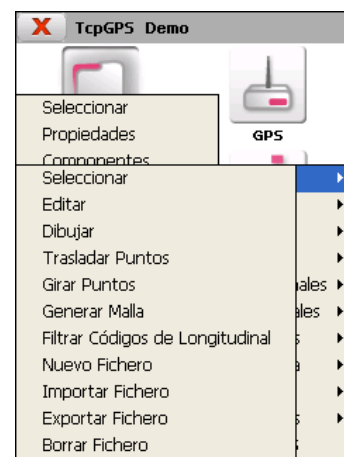 TcpGPS Demo
Seleccionar
Propiedades
GPS
Componentes
Seleccionar
Editar
Dibujar
Trasladar Puntos
Girar Puntos
Generar Malla
Filtrar Códigos de Longitudinal
Nuevo Fichero
Importar Fichero
Exportar Fichero
Borrar Fichero